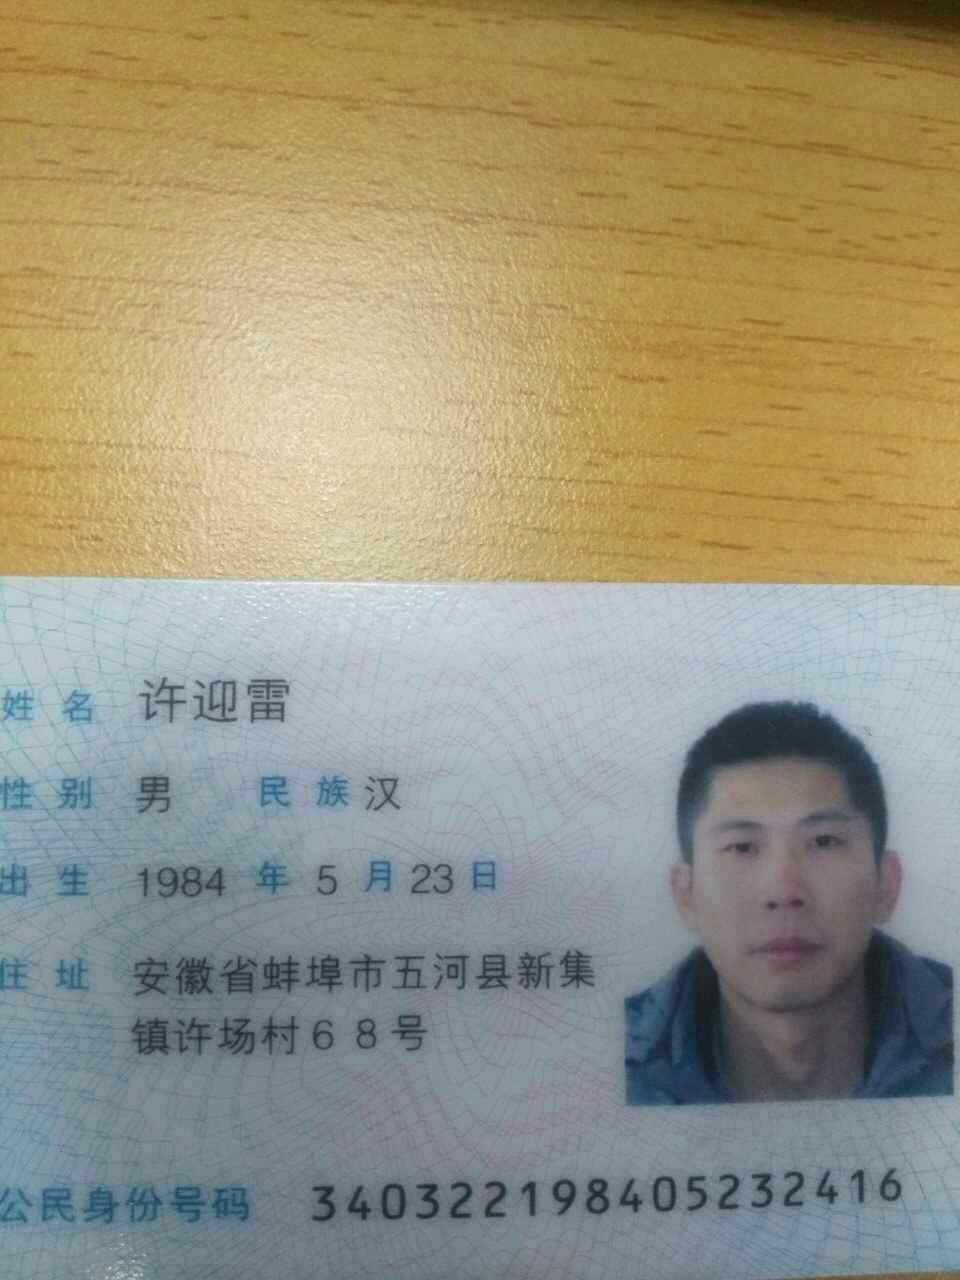 姓名 许迎雷
性别 男 民族 汉
出生 1984 年 5 月 23 日
住址 安徽省蚌埠市五河县新集
镇许场村68号
公民身份号码 340322198405232416